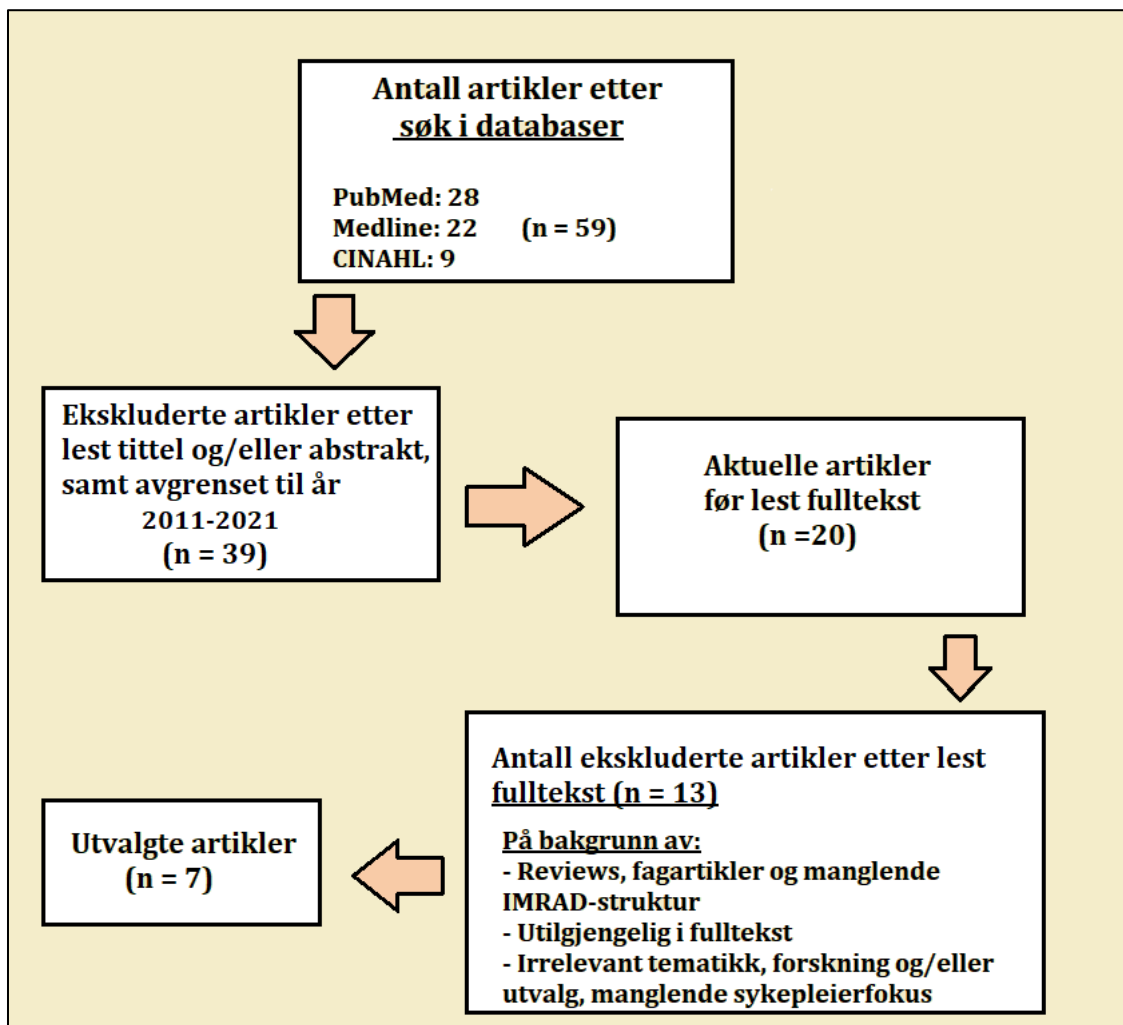 Antall artikler etter
søk i databaser
PubMed: 28
Medline: 22 (n = 59)
CINAHL: 9
Ekskluderte artikler etter
lest tittel og/eller abstrakt,
samt avgrenset til år
2011-2021
(n = 39)
Aktuelle artikler
før lest fulltekst
(n =20)
Antall ekskluderte artikler etter lest
fulltekst (n = 13)
På bakgrunn av:
- Reviews, fagartikler og manglende
IMRAD-struktur
- Utilgjengelig i fulltekst
- Irrelevant tematikk, forskning og/eller
utvalg, manglende sykepleierfokus
Utvalgte artikler
(n = 7)